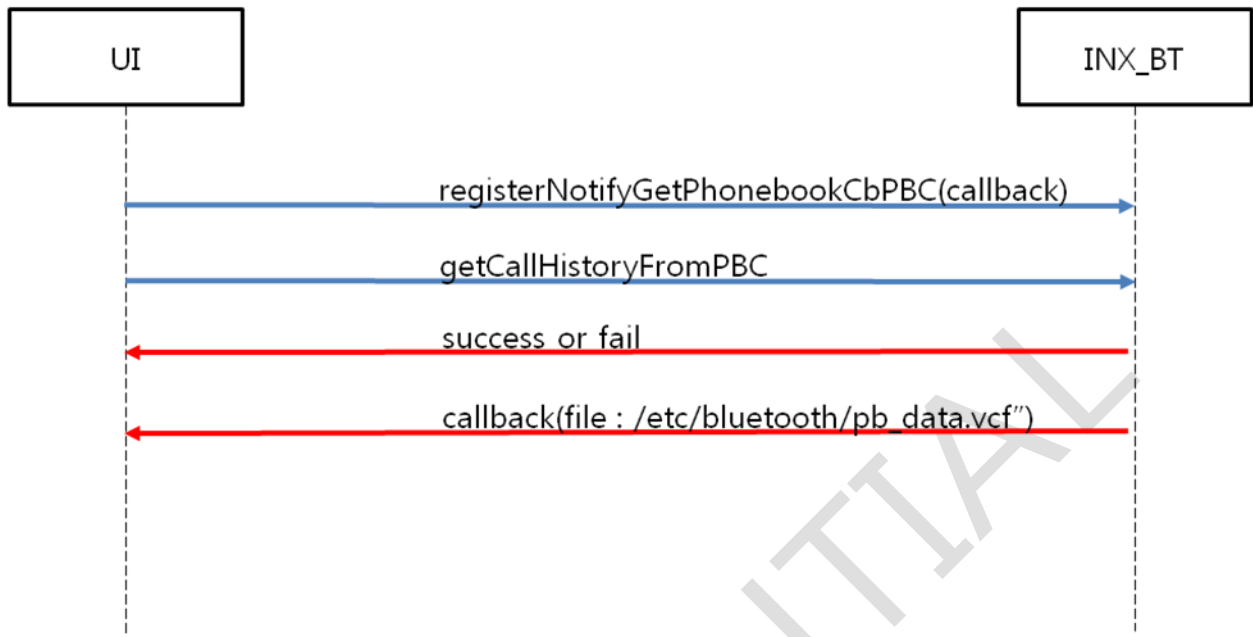 UI
INX_BT
registerNotifyGetPhonebookCbPBC(callback)
getCallHistoryFromPBC
success or fail
callback(file : /etc/bluetooth/pb_data.vcf”)